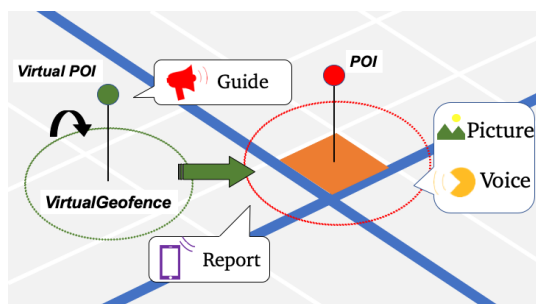 Virtual POI
Guide
POI
Picture
Voice
VirtualGeofence
Report